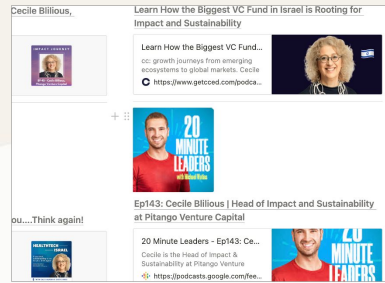 Cecile Blilious,
IMPACT JOURNEY
ou....Think again!
HEALTHTECH
ISRAEL
Learn How the Biggest VC Fund in Israel is Rooting for
Impact and Sustainability
Learn How the Biggest VC Fund...
cc: growth journeys from emerging
ecosystems to global markets. Cecile
https://www.getcced.com/podca...
20
MINUTE
LEADERS
Ep143: Cecile Blilious | Head of Impact and Sustainability
at Pitango Venture Capital
20 Minute Leaders - Ep143: Ce...
Cecile is the Head of Impact &
Sustainability at Pitango Venture
https://podcasts.google.com/fee...
20
MINUTE
LEADERS